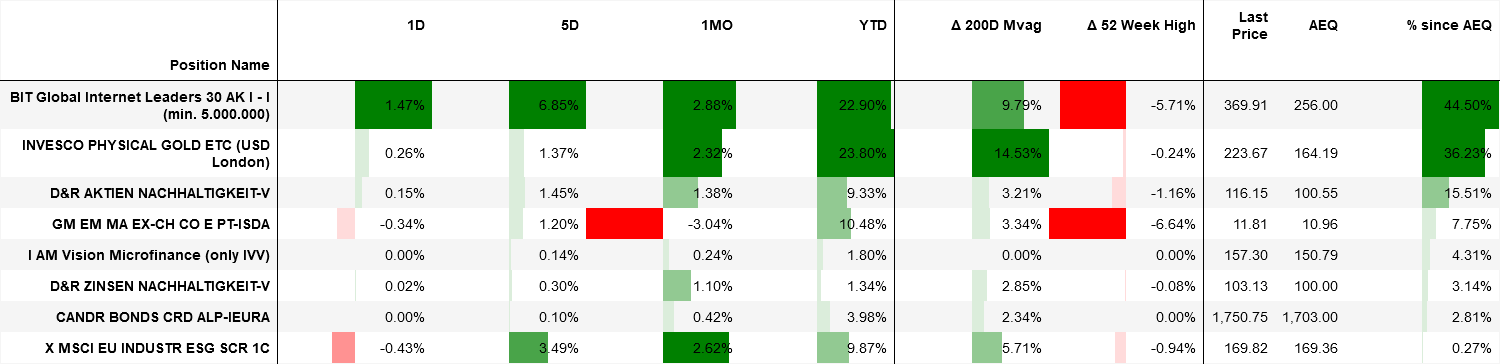 1D 5D 1MO YTD Δ 200D Mvag Δ 52 Week High Last Price AEQ % since AEQ
Position Name
BIT Global Internet Leaders 30 AK I - I
(min. 5.000.000) 1.47% 6.85% 2.88% 22.90% 9.79% -5.71% 369.91 256.00 44.50%
INVESCO PHYSICAL GOLD ETC (USD
London) 0.26% 1.37% 2.32% 23.80% 14.53% -0.24% 223.67 164.19 36.23%
D&R AKTIEN NACHHALTIGKEIT-V 0.15% 1.45% 1.38% 9.33% 3.21% -1.16% 116.15 100.55 15.51%
GM EM MA EX-CH CO E PT-ISDA -0.34% 1.20% -3.04% 10.48% 3.34% -6.64% 11.81 10.96 7.75%
I AM Vision Microfinance (only IVV) 0.00% 0.14% 0.24% 1.80% 0.00% 0.00% 157.30 150.79 4.31%
D&R ZINSEN NACHHALTIGKEIT-V 0.02% 0.30% 1.10% 1.34% 2.85% -0.08% 103.13 100.00 3.14%
CANDR BONDS CRD ALP-IEURA 0.00% 0.10% 0.42% 3.98% 2.34% 0.00% 1,750.75 1,703.00 2.81%
X MSCI EU INDUSTR ESG SCR 1C -0.43% 3.49% 2.62% 9.87% 5.71% -0.94% 169.82 169.36 0.27%